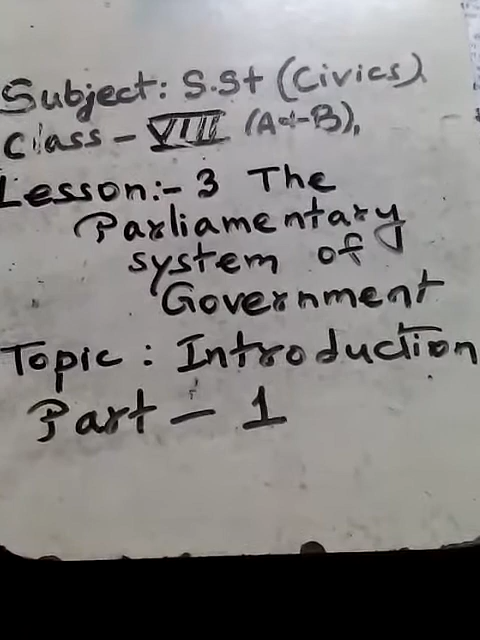 Subject: S.St (Civics)
Class - VIII (A+B),
Lesson:- 3 The
Parliamentary
system of
Government
Topic : Introduction
Part - 1